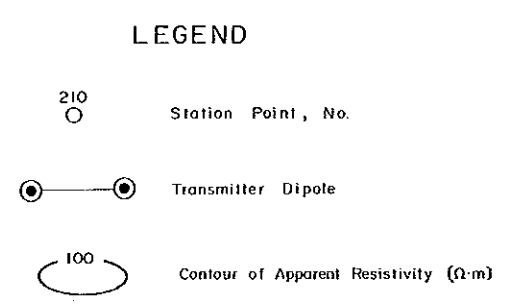 LEGEND
210
Station Point, No.
Transmitter Dipole
100
Contour of Apparent Resistivity (Ω·m)